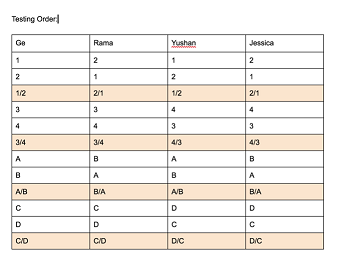 Testing Order:
Ge Rama Yushan Jessica
1 2 1 2
2 1 2 1
1/2 2/1 1/2 2/1
3 3 4 4
4 4 3 3
3/4 3/4 4/3 4/3
A B A B
B A B A
A/B B/A A/B B/A
C C D D
D D C C
C/D C/D D/C D/C